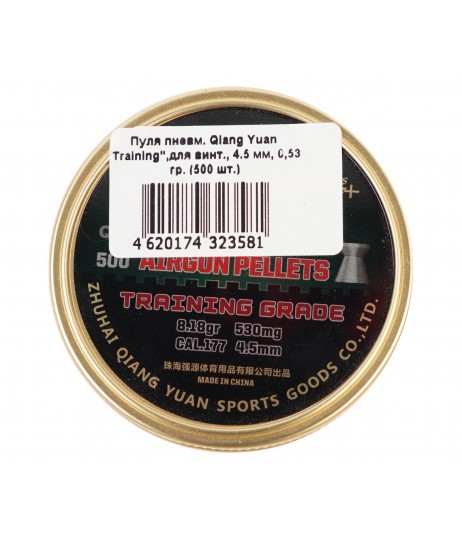 Пуля пневм. Qiang Yuan
Training",для винт., 4.5 мм, 0,53
гр. (500 шт.)
4 620174 323581
500 AIRGUN PELLETS
TRAINING GRADE
8.18gr 530mg
CAL.177 4.5mm
珠海强源体育用品有限公司出品
MADE IN CHINA
ZHUHAI QIANG YUAN SPORTS GOODS CO.,LTD.